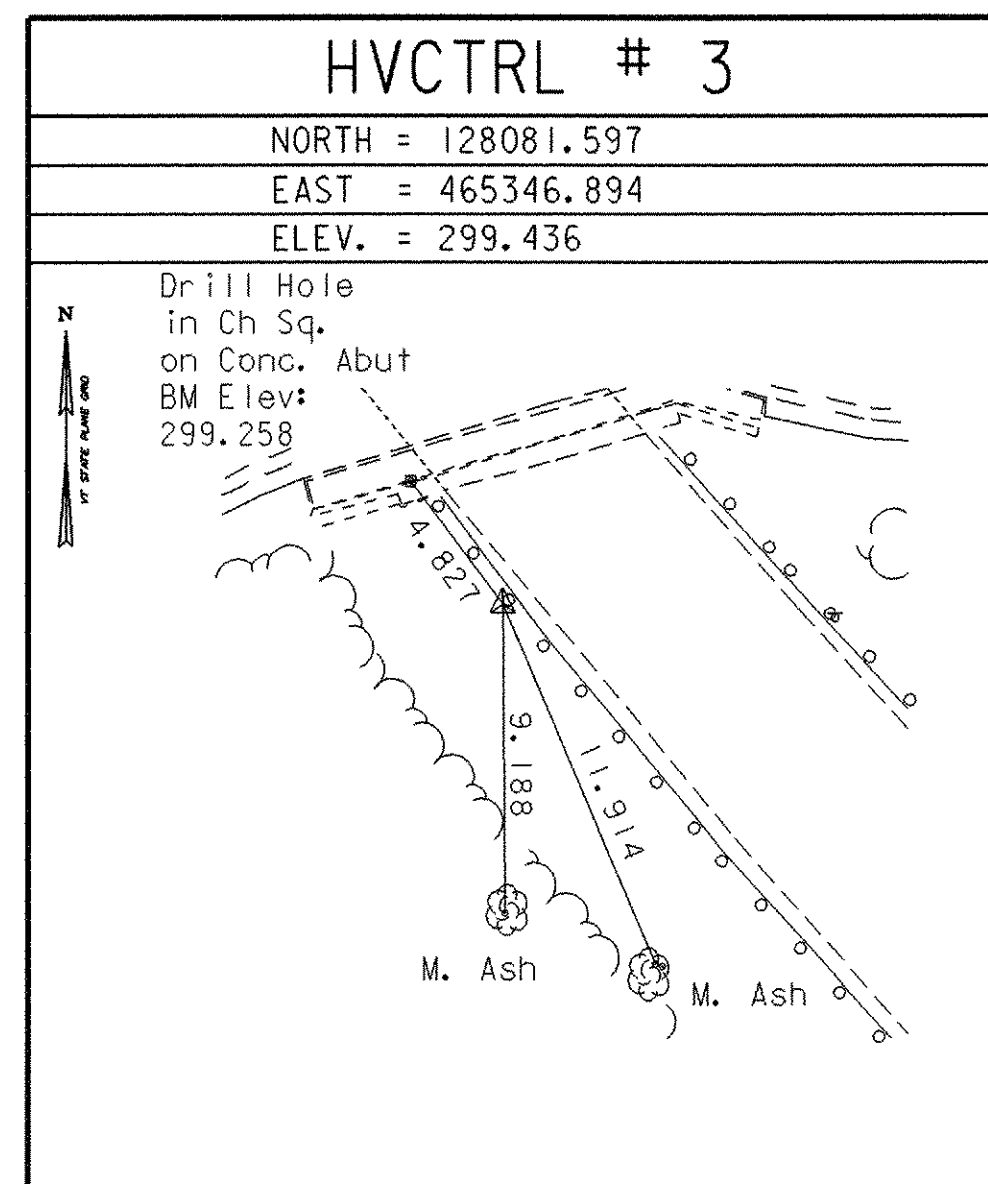 HVCTRL # 3
NORTH = 128081.597
EAST = 465346.894
ELEV. = 299.436
Drill Hole
in Ch Sq.
on Conc. Abut
BM Elev:
299.258
N
VT STATE PLANE GRID
4.827
9.188
11.914
M. Ash
M. Ash